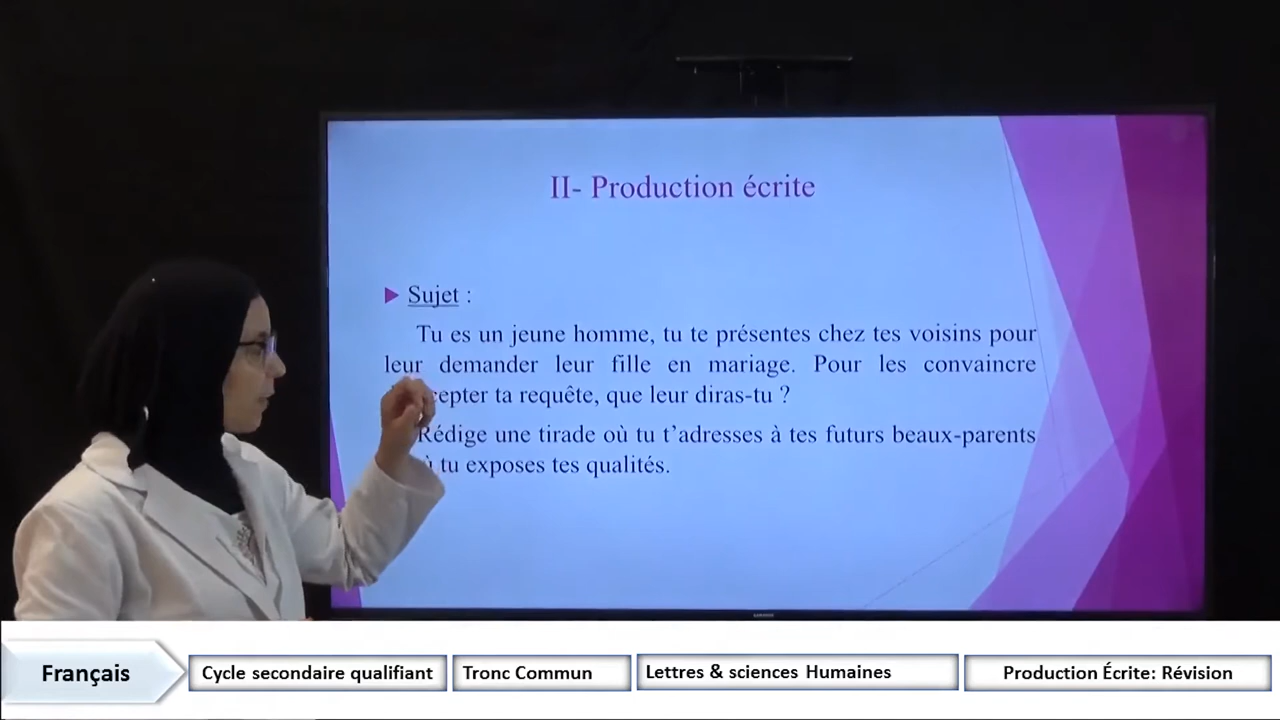 II- Production écrite
Sujet :
Tu es un jeune homme, tu te présentes chez tes voisins pour
leur demander leur fille en mariage. Pour les convaincre
ta requête, que leur diras-tu ?
Rédige une tirade où tu t'adresses à tes futurs beaux-parents
tu exposes tes qualités.
Français
Cycle secondaire qualifiant
Tronc Commun
Lettres & sciences Humaines
Production Écrite: Révision